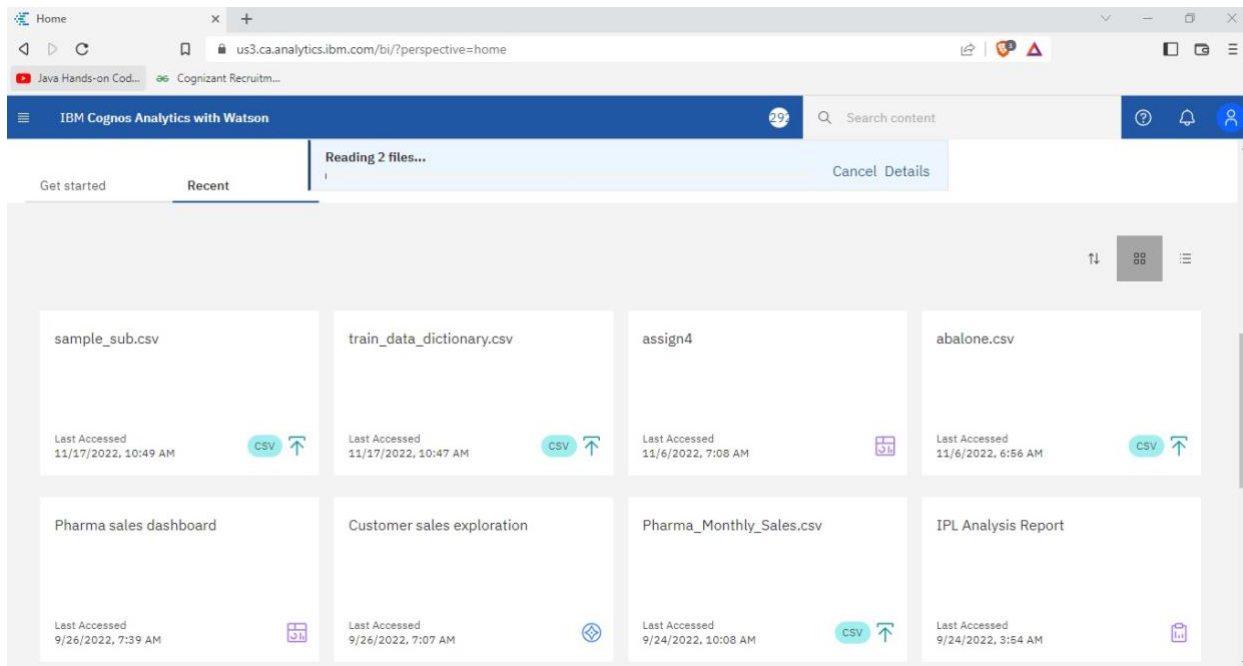 Home
us3.ca.analytics.ibm.com/bi/?perspective=home
Java Hands-on Cod...
Cognizant Recruitm...
IBM Cognos Analytics with Watson
292
Search content
Reading 2 files...
Cancel Details
Get started
Recent
sample_sub.csv
train_data_dictionary.csv
assign4
abalone.csv
Last Accessed
11/17/2022, 10:49 AM
CSV
Last Accessed
11/17/2022, 10:47 AM
CSV
Last Accessed
11/6/2022, 7:08 AM
Last Accessed
11/6/2022, 6:56 AM
CSV
Pharma sales dashboard
Customer sales exploration
Pharma_Monthly_Sales.csv
IPL Analysis Report
Last Accessed
9/26/2022, 7:39 AM
Last Accessed
9/26/2022, 7:07 AM
Last Accessed
9/24/2022, 10:08 AM
CSV
Last Accessed
9/24/2022, 3:54 AM